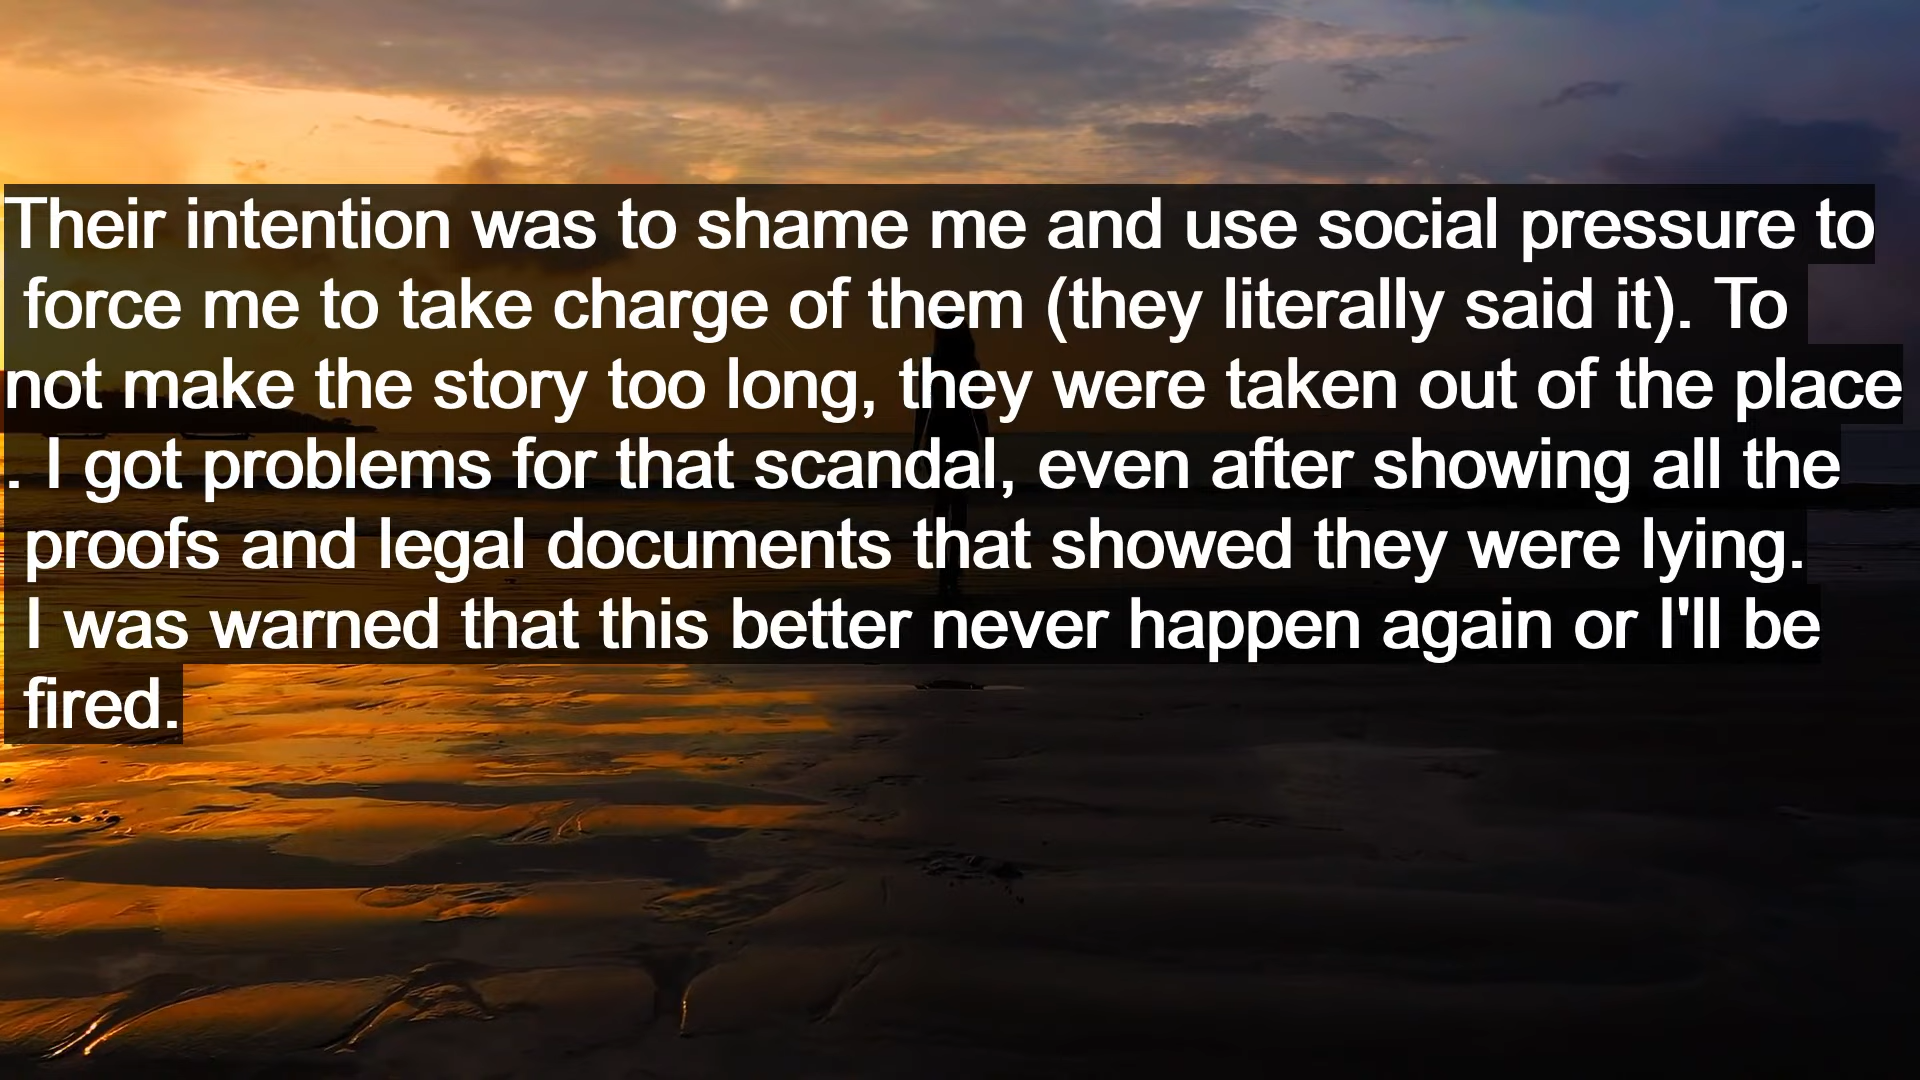 Their intention was to shame me and use social pressure to
force me to take charge of them (they literally said it). To
not make the story too long, they were taken out of the place
. I got problems for that scandal, even after showing all the
proofs and legal documents that showed they were lying.
I was warned that this better never happen again or I'll be
fired.